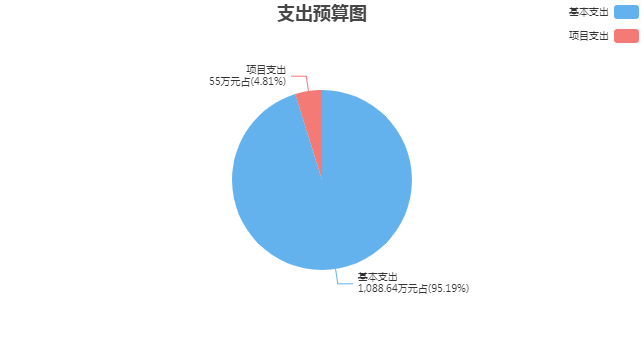 支出预算图
基本支出
项目支出
项目支出
55万元占(4.81%)
基本支出
1,088.64万元占(95.19%)